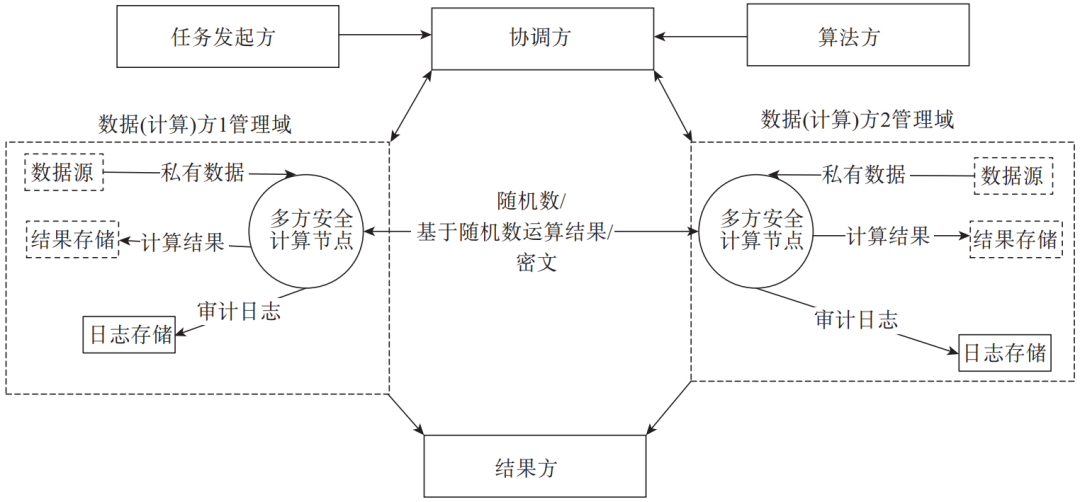 任务发起方
协调方
算法方
数据(计算)方1管理域
数据(计算)方2管理域
数据源
私有数据
多方安全
计算节点
结果存储
计算结果
审计日志
日志存储
随机数/
基于随机数运算结果/
密文
私有数据
数据源
多方安全
计算节点
计算结果
结果存储
审计日志
日志存储
结果方